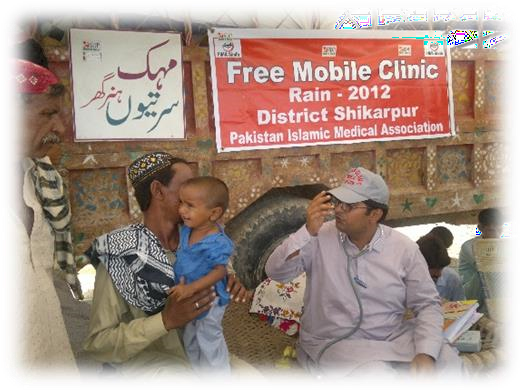 مہک
سرتیوں ہنر گھر
Free Mobile Clinic
Rain - 2012
District Shikarpur
Pakistan Islamic Medical Association